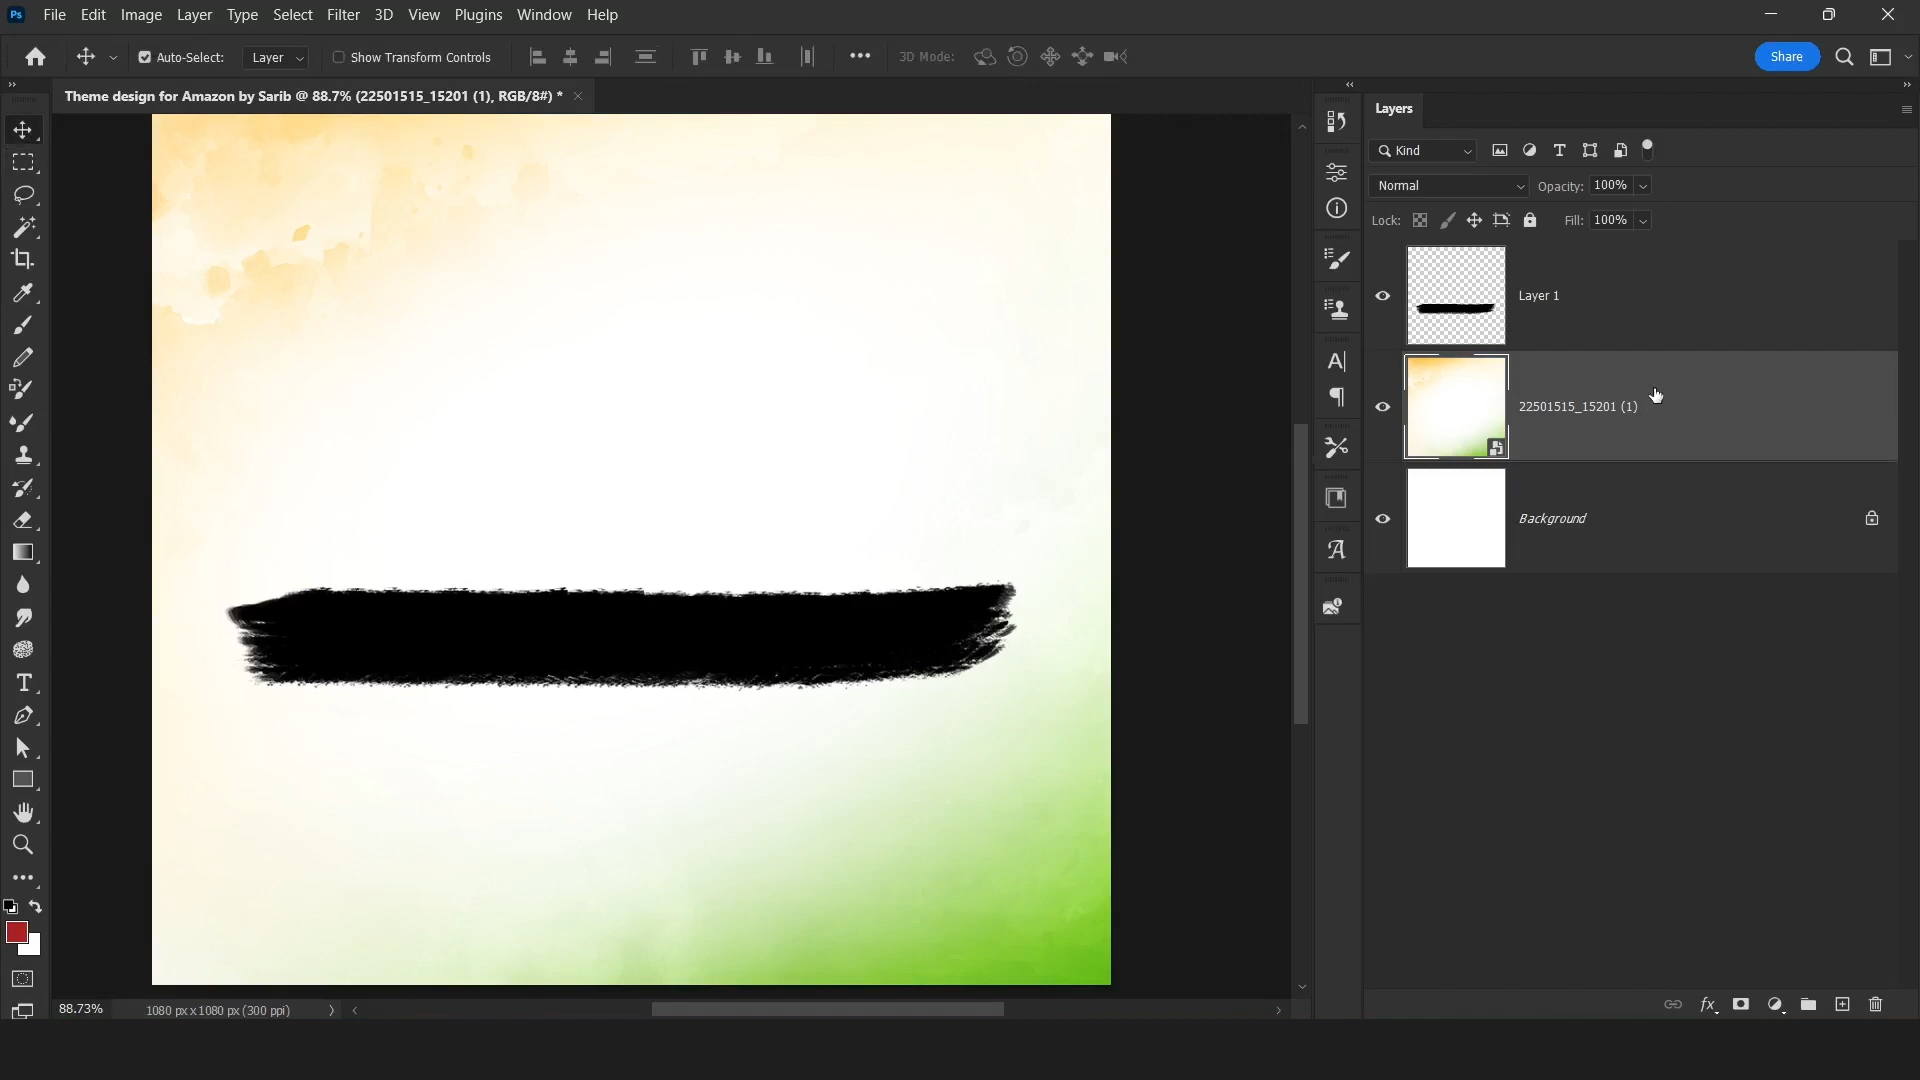 Ps File Edit Image Layer Type Select Filter 3D View Plugins Window Help
Auto-Select: Layer Show Transform Controls 3D Mode: Share
Theme design for Amazon by Sarib @ 88.7% (22501515_15201 (1), RGB/8#) *
Layers
Kind
Normal Opacity: 100%
Lock: Fill: 100%
Layer 1
22501515_15201 (1)
Background
88.73% 1080 px x 1080 px (300 ppi)